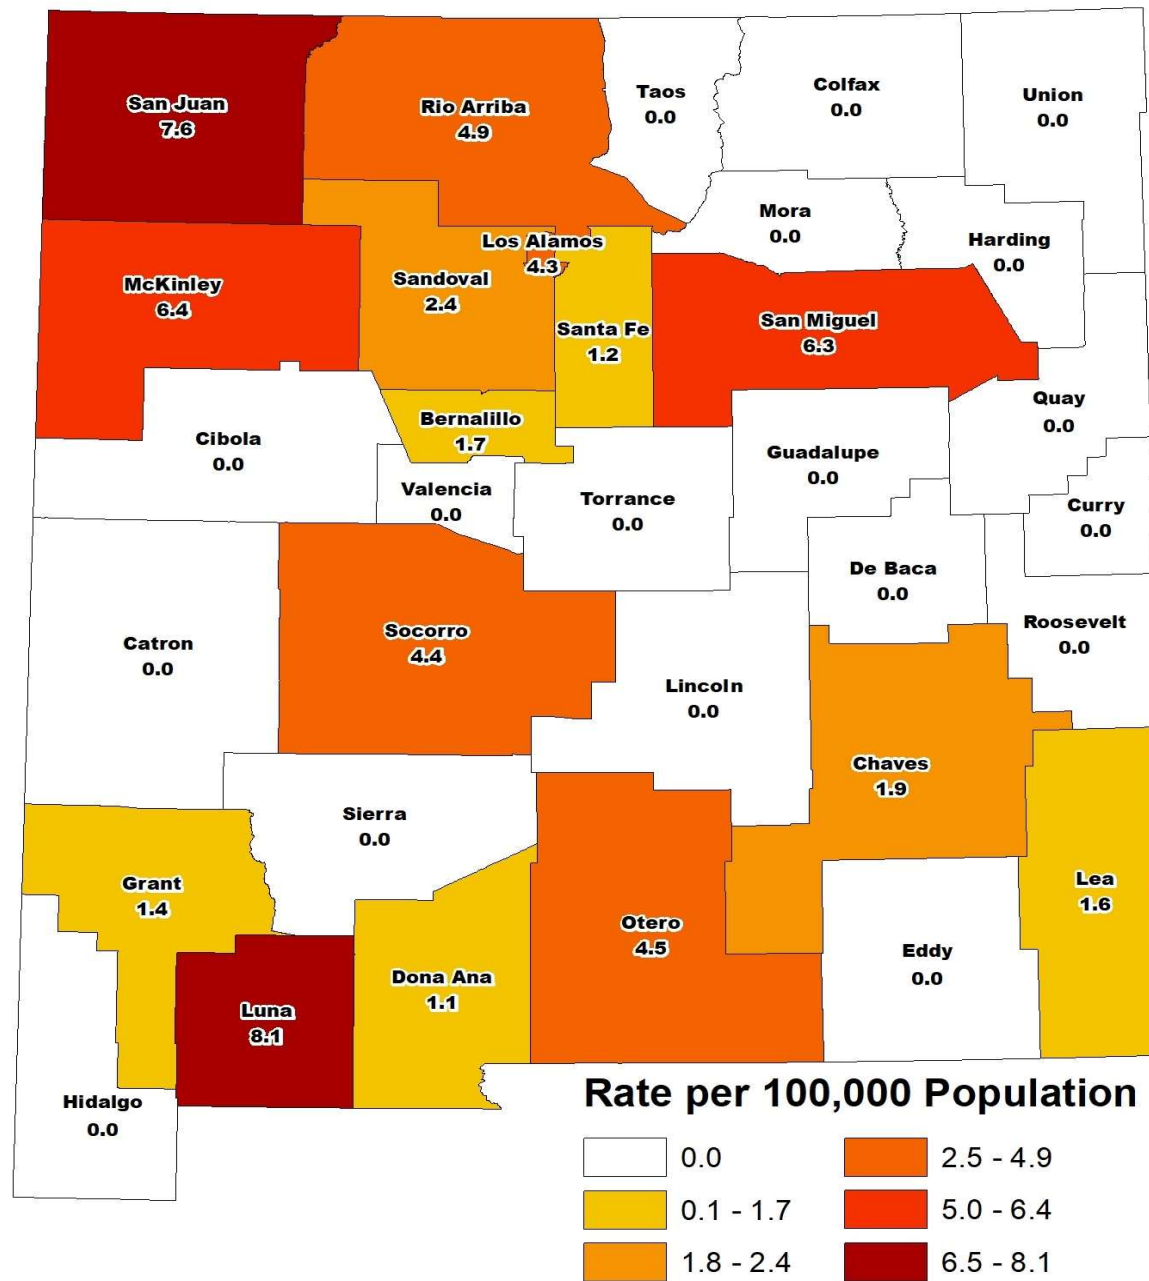 San Juan
7.6
Rio Arriba
4.9
Taos
0.0
Colfax
0.0
Union
0.0
Mora
0.0
Harding
0.0
Los Alamos
4.3
McKinley
6.4
Sandoval
2.4
Santa Fe
1.2
San Miguel
6.3
Quay
0.0
Bernalillo
1.7
Cibola
0.0
Guadalupe
0.0
Valencia
0.0
Torrance
0.0
Curry
0.0
De Baca
0.0
Roosevelt
0.0
Catron
0.0
Socorro
4.4
Lincoln
0.0
Chaves
1.9
Sierra
0.0
Grant
1.4
Lea
1.6
Otero
4.5
Eddy
0.0
Dona Ana
1.1
Luna
8.1
Hidalgo
0.0
Rate per 100,000 Population
0.0
0.1 - 1.7
1.8 - 2.4
2.5 - 4.9
5.0 - 6.4
6.5 - 8.1